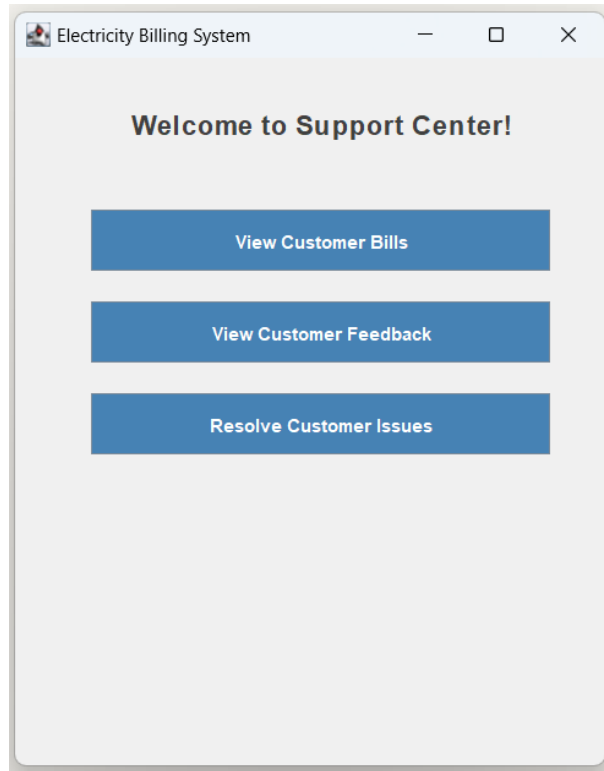 Electricity Billing System
Welcome to Support Center!
View Customer Bills
View Customer Feedback
Resolve Customer Issues